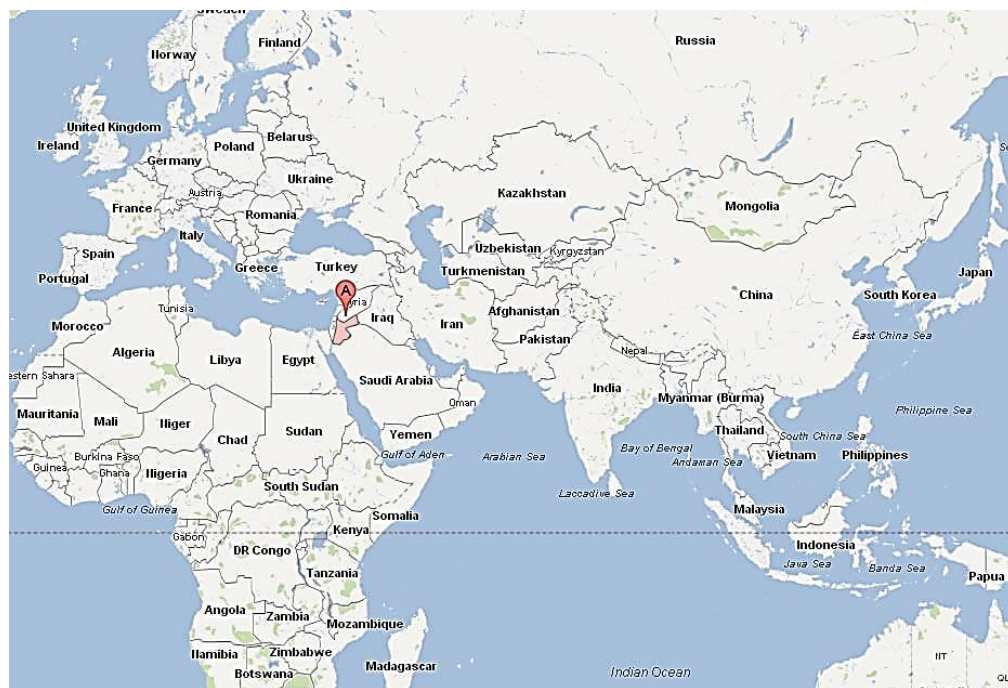 Sweden
Finland
Norway
Russia
United Kingdom
Ireland
Belarus
Poland
Germany
Ukraine
Austria
Kazakhstan
France
Romania
Mongolia
Italy
Spain
Uzbekistan
Kyrgyzstan
Greece
Turkey
Turkmenistan
Japan
Portugal
A
Syria
China
South Korea
Tunisia
Morocco
Iraq
Iran
Afghanistan
East China Sea
Pakistan
Algeria
Libya
Egypt
Nepal
estern Sahara
Saudi Arabia
India
Oman
Myanmar (Burma)
Mauritania
Mali
Niger
Sudan
Philippine Sea
Chad
Yemen
Thailand
South China Sea
Gulf of Aden
Arabian Sea
Bay of Bengal
Burkina Faso
Vietnam
Philippines
Andaman Sea
Guinea
Ghana
Nigeria
South Sudan
Laccadive Sea
Gulf of Guinea
Somalia
Malaysia
Gabon
Kenya
DR Congo
Indonesia
Java Sea
Banda Sea
Tanzania
Papua
Angola
Zambia
Mozambique
Namibia
Zimbabwe
Madagascar
NT
Botswana
Indian Ocean